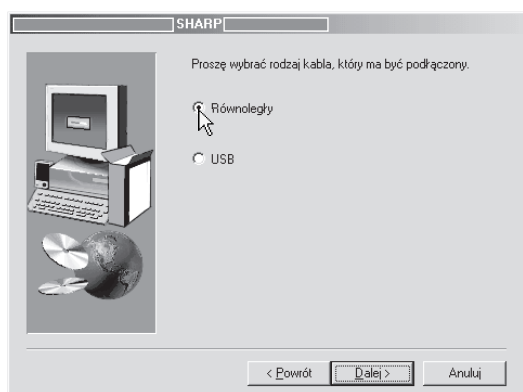 SHARP
Proszę wybrać rodzaj kabla, który ma być podłączony.
Równoległy
USB
< Powrót Dalej > Anuluj